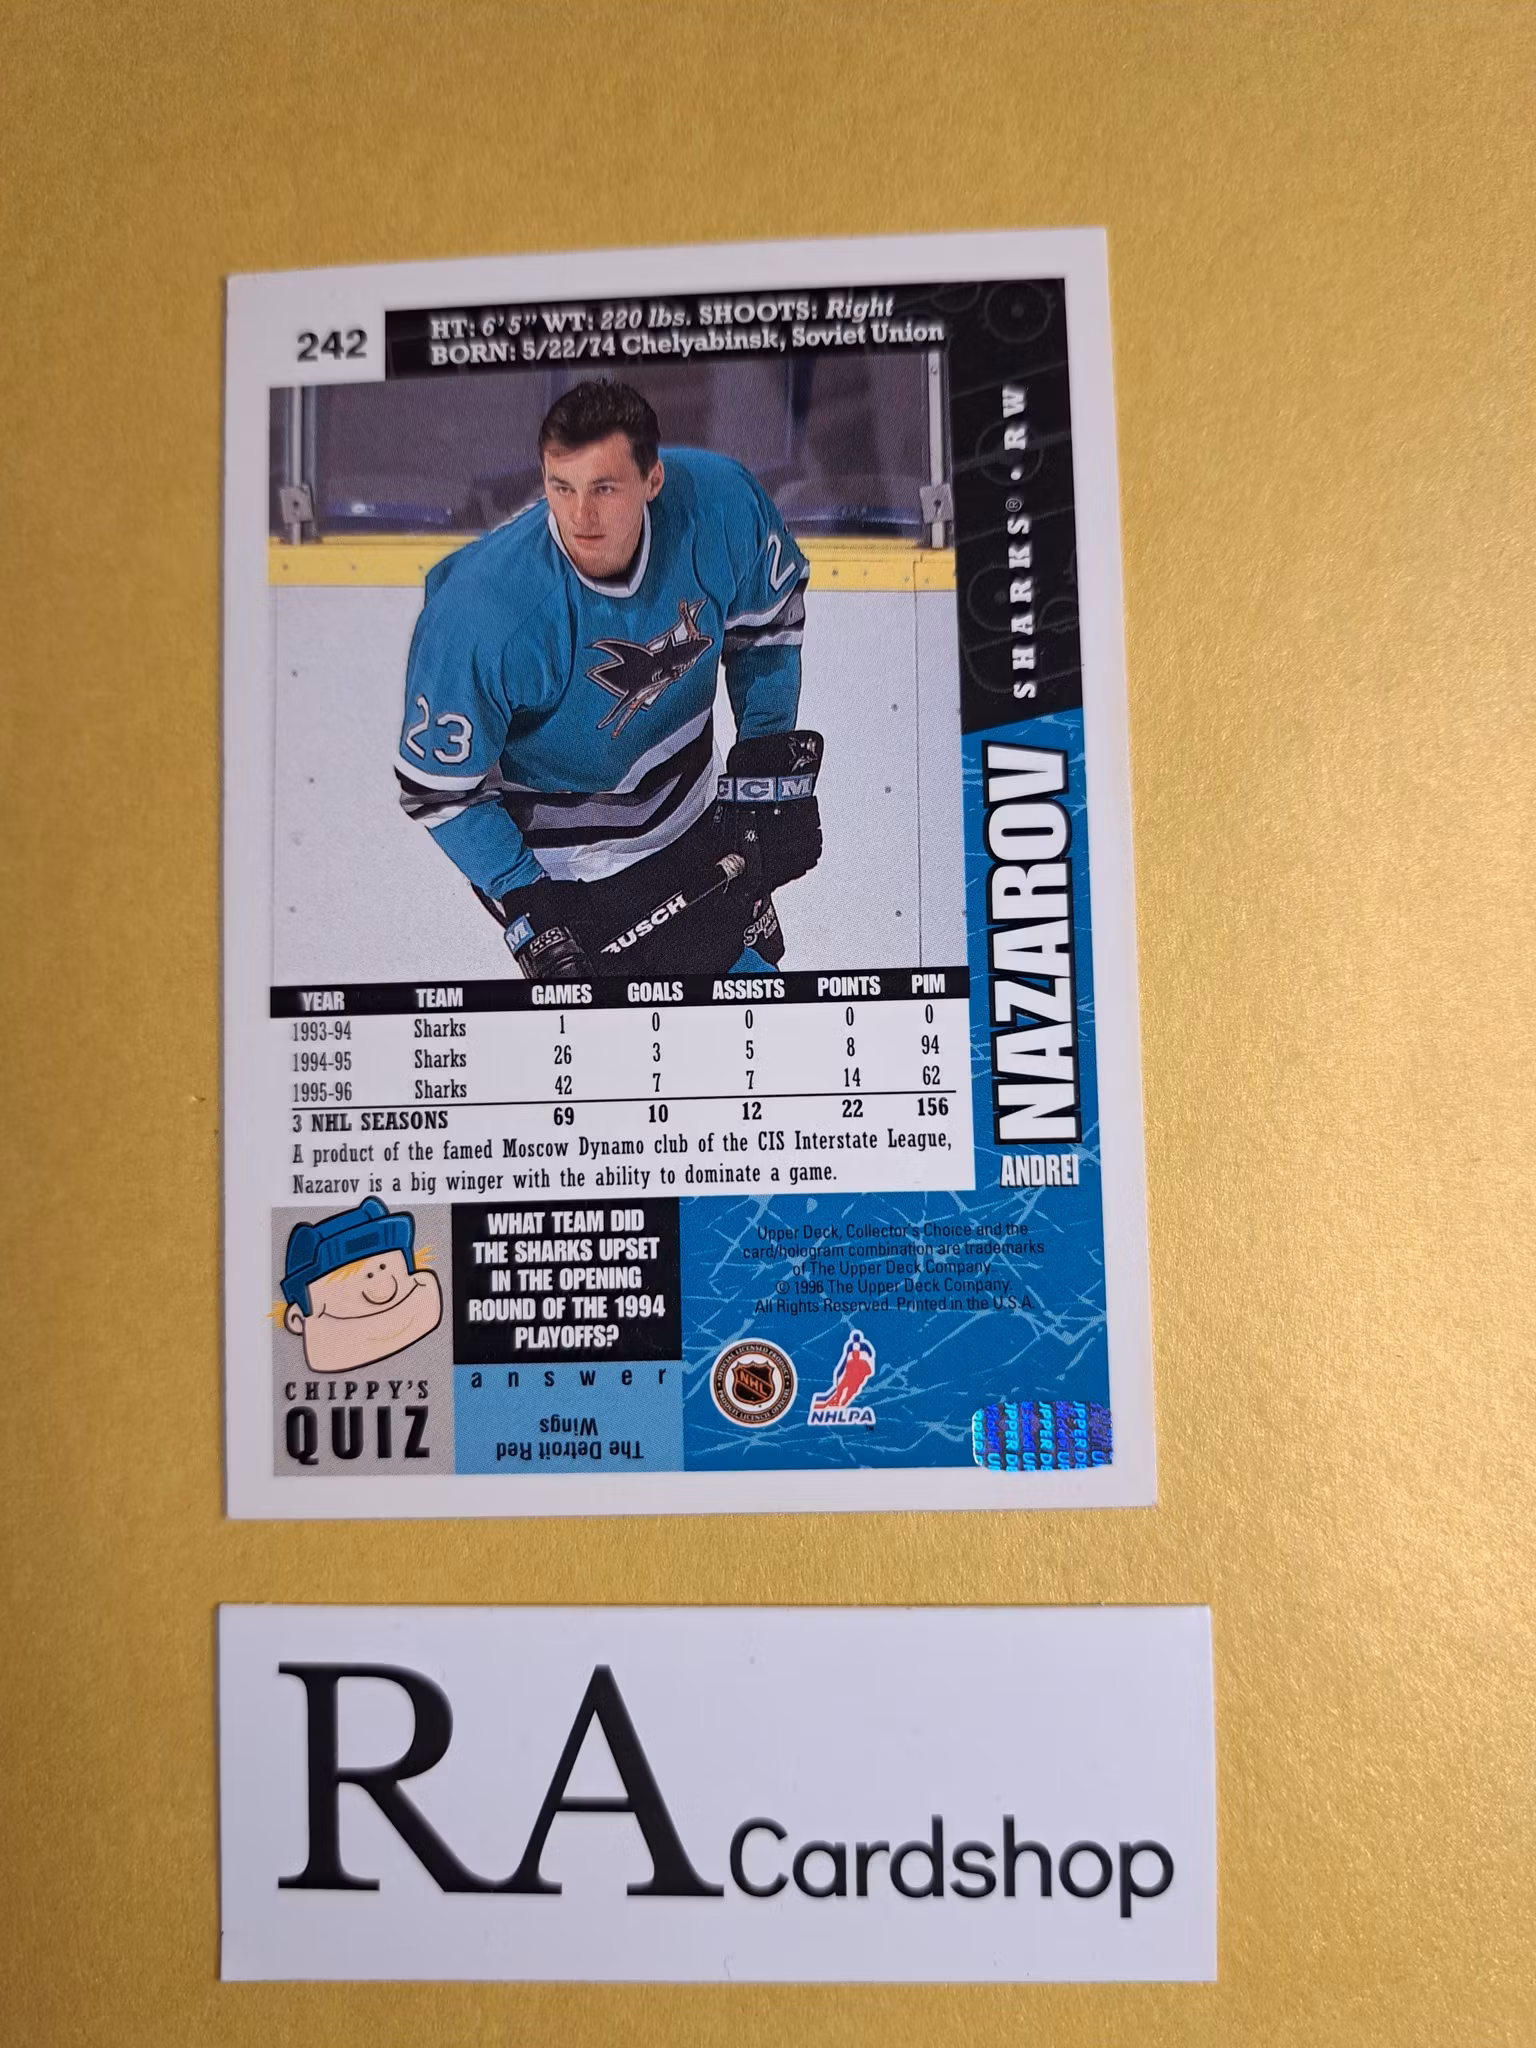 242
HT: 6'5" WT: 220 lbs. SHOOTS: Right
BORN: 5/22/74 Chelyabinsk, Soviet Union
SHARKS® • RW
NAZAROV
ANDREI
23
2
CCM
M
BUSCH
YEAR TEAM GAMES GOALS ASSISTS POINTS PIM
1993-94 Sharks 1 0 0 0 0
1994-95 Sharks 26 3 5 8 94
1995-96 Sharks 42 7 7 14 62
3 NHL SEASONS 69 10 12 22 156
A product of the famed Moscow Dynamo club of the CIS Interstate League,
Nazarov is a big winger with the ability to dominate a game.
CHIPPY'S
QUIZ
WHAT TEAM DID
THE SHARKS UPSET
IN THE OPENING
ROUND OF THE 1994
PLAYOFFS?
answer
The Detroit Red
Wings
Upper Deck, Collector's Choice and the
card/hologram combination are trademarks
of The Upper Deck Company.
© 1996 The Upper Deck Company.
All Rights Reserved. Printed in the U.S.A.
NHL
NHLPA
RA Cardshop